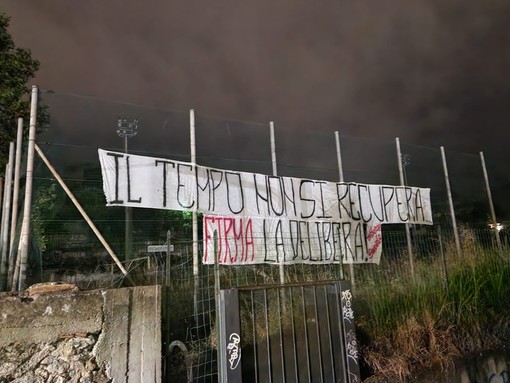 IL TEMPO NON SI RECUPERA
FIRMA LA DELIBERA!